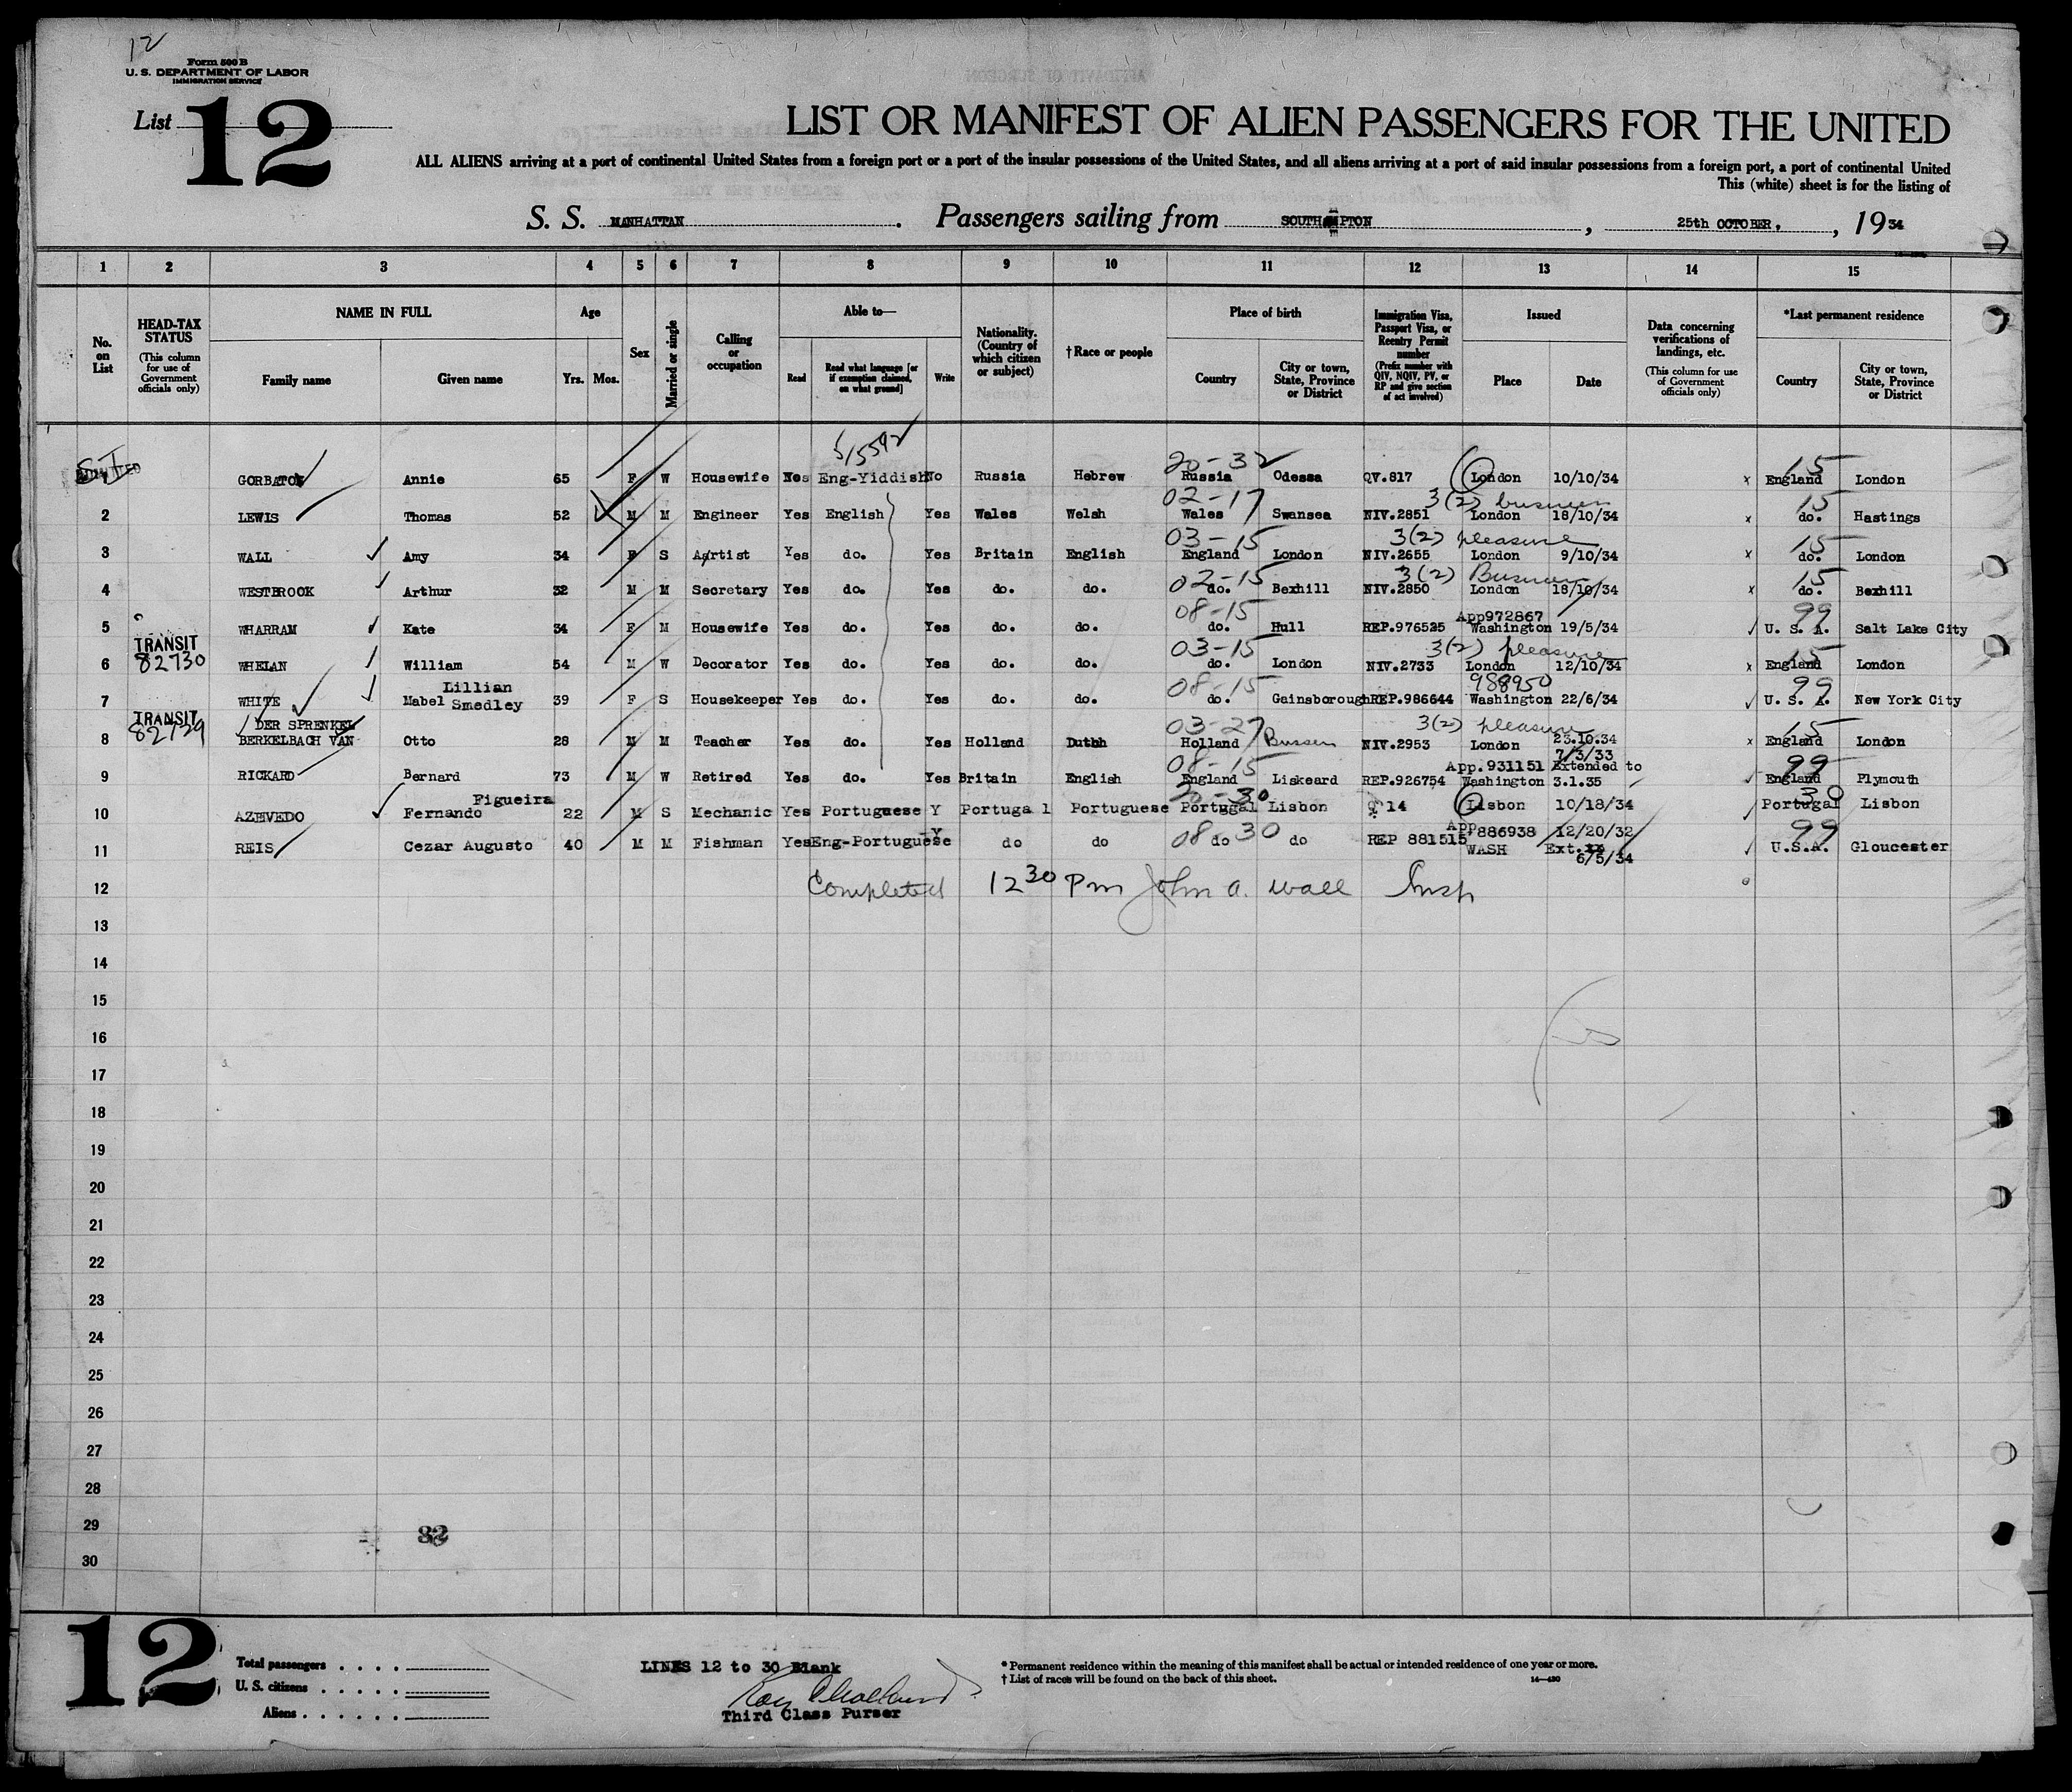 12
Form 500 B
U. S. DEPARTMENT OF LABOR
IMMIGRATION SERVICE
List 12
LIST OR MANIFEST OF ALIEN PASSENGERS FOR THE UNITED
ALL ALIENS arriving at a port of continental United States from a foreign port or a port of the insular possessions of the United States, and all aliens arriving at a port of said insular possessions from a foreign port, a port of continental United
This (white) sheet is for the listing of
S. S. MANHATTAN. Passengers sailing from SOUTHAMPTON, 25th OCTOBER, , 1934
1 2 3 4 5 6 7 8 9 10 11 12 13 14 15
No. on List
HEAD-TAX STATUS (This column for use of Government officials only)
NAME IN FULL Family name Given name
Age Yrs. Mos.
Sex
Married or single
Calling or occupation
Able to— Read Read what language [or if exemption claimed, on what ground] Write
Nationality. (Country of which citizen or subject)
†Race or people
Place of birth Country City or town, State, Province or District
Immigration Visa, Passport Visa, or Reentry Permit number (Prefix number with QIV, NQIV, PV, or RP and give section of act involved)
Issued Place Date
Data concerning verifications of landings, etc. (This column for use of Government officials only)
*Last permanent residence Country City or town, State, Province or District
515592
S.I. ADMITTED
20-32 15
GORBATOW Annie 65 F W Housewife Yes Eng-Yiddish No Russia Hebrew Russia Odessa QV.817 London 10/10/34 x England London
02-17 3(2) business 15
2 LEWIS Thomas 52 M M Engineer Yes English Yes Wales Welsh Wales Swansea NIV.2851 London 18/10/34 x do. Hastings
03-15 3(2) pleasure 15
3 WALL Amy 34 F S Artist Yes do. Yes Britain English England London NIV.2655 London 9/10/34 x do. London
02-15 3(2) Business 15
4 WESTBROOK Arthur 32 M M Secretary Yes do. Yes do. do. do. Bexhill NIV.2850 London 18/10/34 x do. Bexhill
08-15 App972867 99
5 WHARRAM Kate 34 F M Housewife Yes do. Yes do. do. do. Hull REP.976525 Washington 19/5/34 U. S. A. Salt Lake City
TRANSIT 82730 03-15 3(2) pleasure 15
6 WHELAN William 54 M W Decorator Yes do. Yes do. do. do. London NIV.2733 London 12/10/34 x England London
Lillian 08-15 988950 99
7 WHITE Mabel Smedley 39 F S Housekeeper Yes do. Yes do. do. do. Gainsborough REP.986644 Washington 22/6/34 U. S. A. New York City
TRANSIT 82729 DER SPRENKEL 03-27 3(2) pleasure 15
8 BERKELBACH VAN Otto 28 M M Teacher Yes do. Yes Holland Dutch Holland Bussen NIV.2953 London 23.10.34 x England London
08-15 App.931151 7/3/33 Extended to 99
9 RICKARD Bernard 73 M W Retired Yes do. Yes Britain English England Liskeard REP.926754 Washington 3.1.35 England Plymouth
Figueira 20-30 30
10 AZEVEDO Fernando 22 M S Mechanic Yes Portuguese Y Portugal Portuguese Portugal Lisbon Q 14 Lisbon 10/18/34 Portugal Lisbon
08 30 App886938 12/20/32 99
11 REIS Cezar Augusto 40 M M Fishman Yes Eng-Portuguese -Y do do do do REP 881515 WASH Ext. 6/5/34 U.S.A. Gloucester
12 Completed 12 30 Pm John A. Wall Insp
13
14
15
16
17
18
19
20
21
22
23
24
25
26
27
28
29
30
12
Total passengers
U. S. citizens
Aliens
LINES 12 to 30 Blank
Third Class Purser
* Permanent residence within the meaning of this manifest shall be actual or intended residence of one year or more.
† List of races will be found on the back of this sheet.
14—430